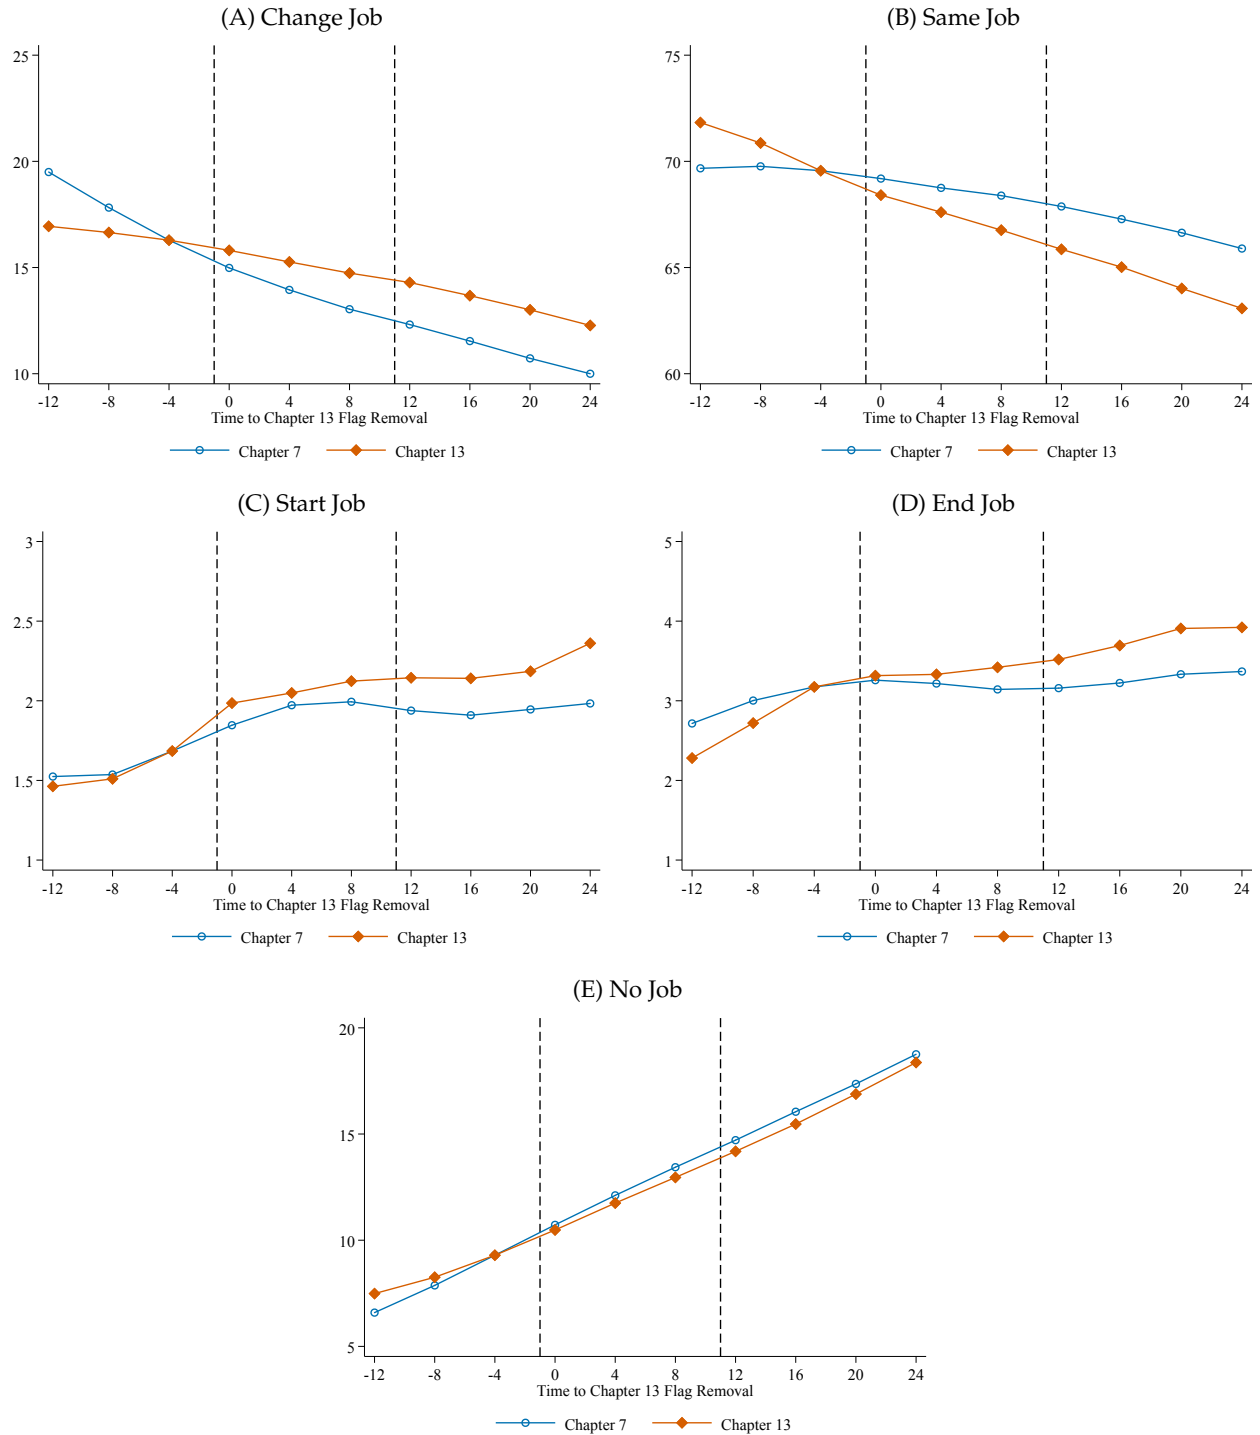 (A) Change Job
25
20
15
10
-12 -8 -4 0 4 8 12 16 20 24
Time to Chapter 13 Flag Removal
Chapter 7 Chapter 13
(B) Same Job
75
70
65
60
-12 -8 -4 0 4 8 12 16 20 24
Time to Chapter 13 Flag Removal
Chapter 7 Chapter 13
(C) Start Job
3
2.5
2
1.5
1
-12 -8 -4 0 4 8 12 16 20 24
Time to Chapter 13 Flag Removal
Chapter 7 Chapter 13
(D) End Job
5
4
3
2
1
-12 -8 -4 0 4 8 12 16 20 24
Time to Chapter 13 Flag Removal
Chapter 7 Chapter 13
(E) No Job
20
15
10
5
-12 -8 -4 0 4 8 12 16 20 24
Time to Chapter 13 Flag Removal
Chapter 7 Chapter 13